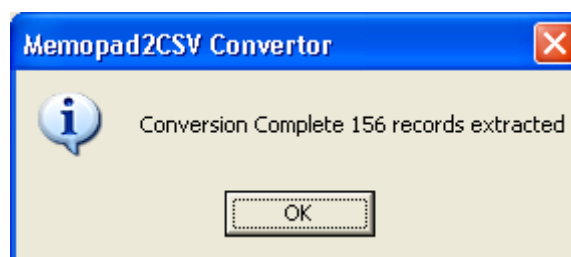 Memopad2CSV Convertor
Conversion Complete 156 records extracted
OK